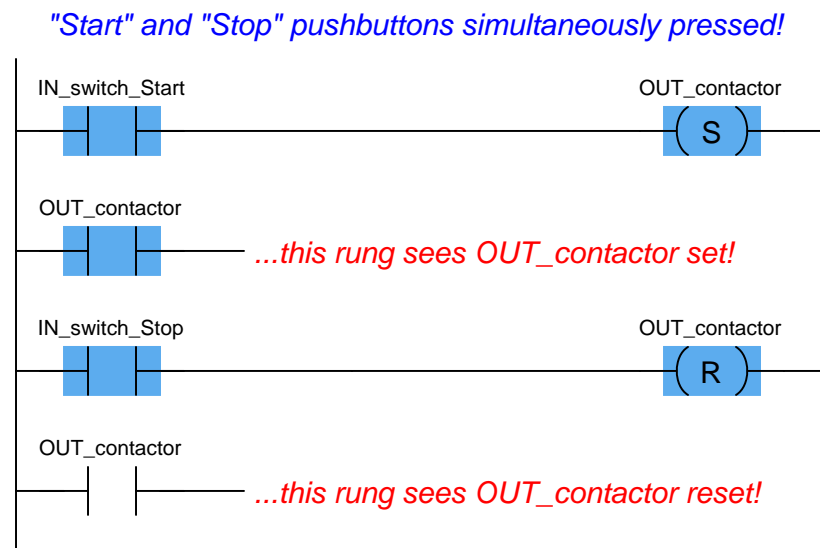 "Start" and "Stop" pushbuttons simultaneously pressed!
IN_switch_Start OUT_contactor
S
OUT_contactor
...this rung sees OUT_contactor set!
IN_switch_Stop OUT_contactor
R
OUT_contactor
...this rung sees OUT_contactor reset!